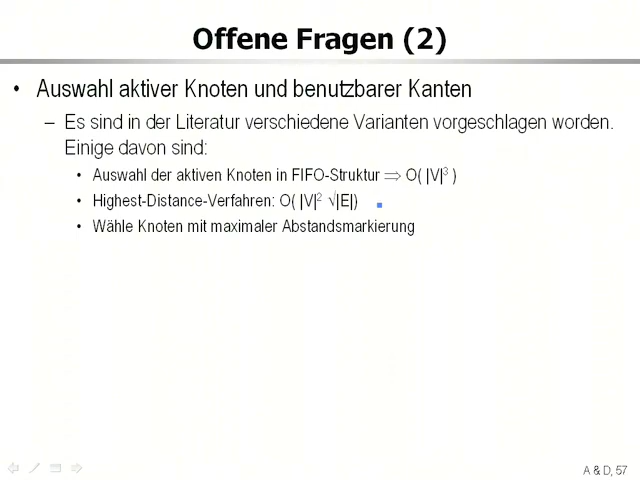 Offene Fragen (2)
• Auswahl aktiver Knoten und benutzbarer Kanten
– Es sind in der Literatur verschiedene Varianten vorgeschlagen worden.
Einige davon sind:
• Auswahl der aktiven Knoten in FIFO-Struktur ⇒ O( |V|³ )
• Highest-Distance-Verfahren: O( |V|² √|E|)
• Wähle Knoten mit maximaler Abstandsmarkierung
A & D, 57